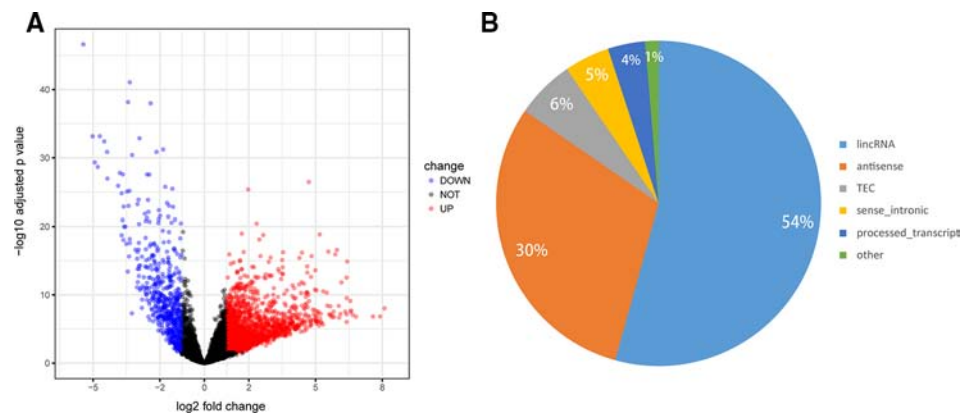 A
−log10 adjusted p value
40
30
20
10
0
−5
−2
0
2
5
8
log2 fold change
change
DOWN
NOT
UP
B
1%
4%
5%
6%
30%
54%
lincRNA
antisense
TEC
sense_intronic
processed_transcript
other